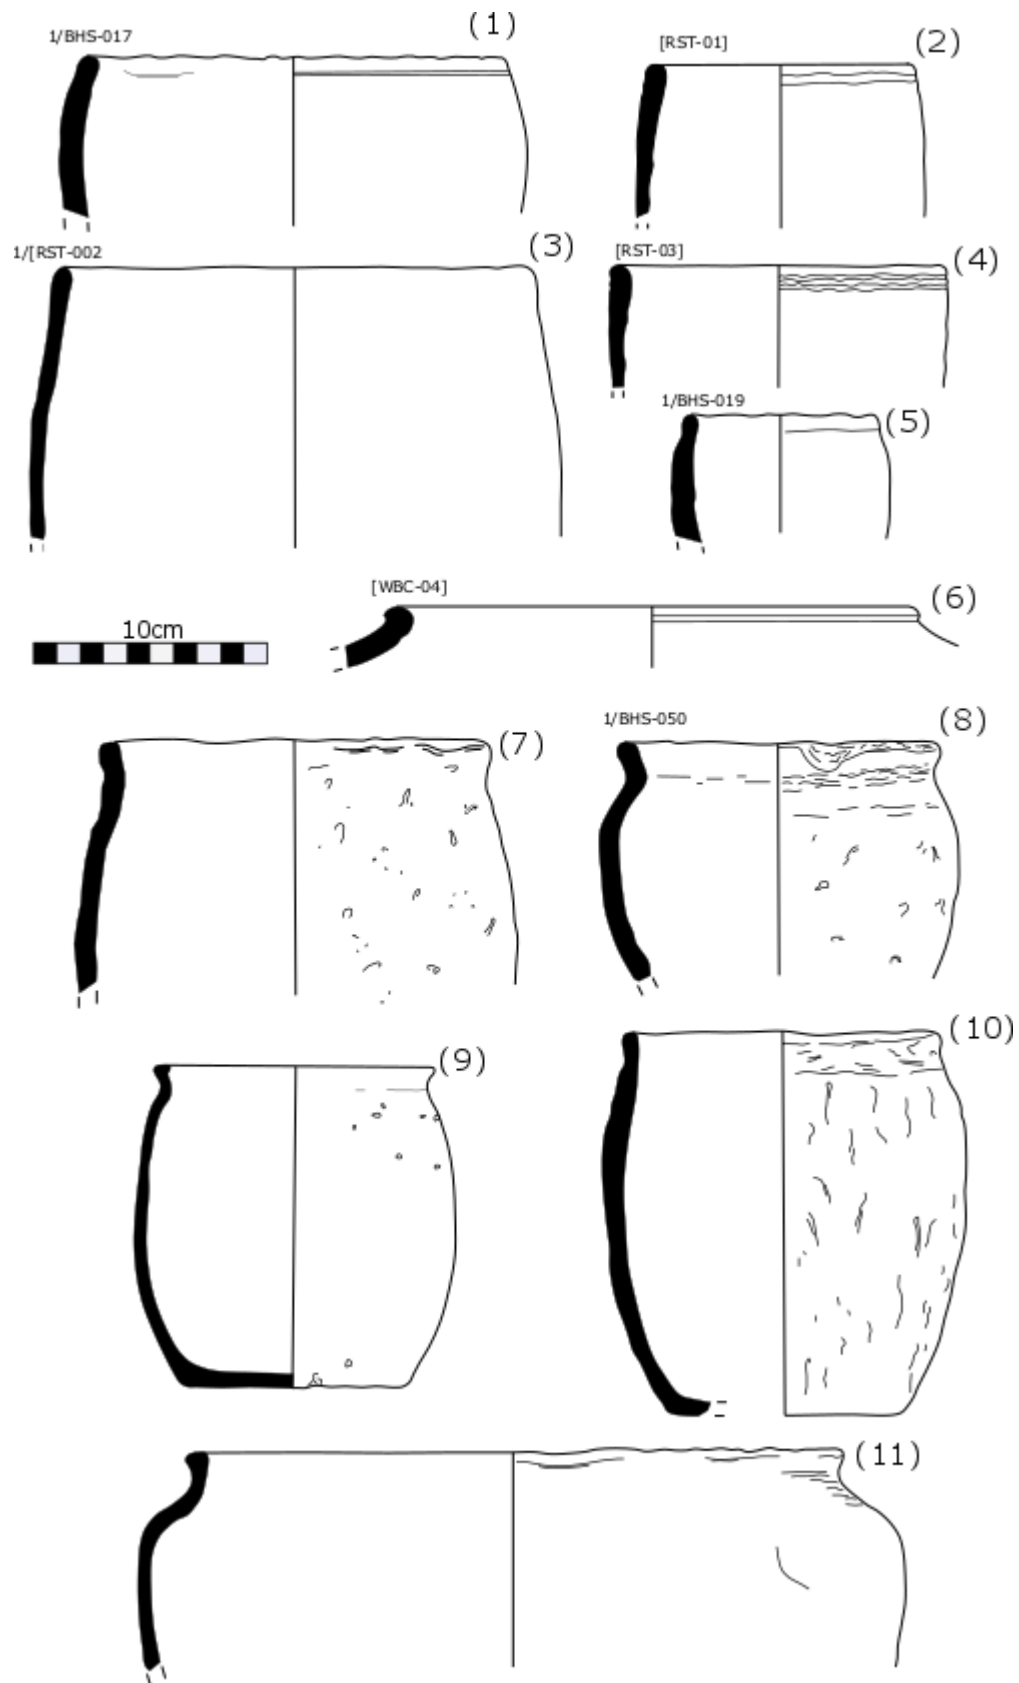 1/BHS-017
(1)
[RST-01]
(2)
1/[RST-002
(3)
[RST-03]
(4)
1/BHS-019
(5)
[WBC-04]
(6)
10cm
(7)
1/BHS-050
(8)
(9)
(10)
(11)